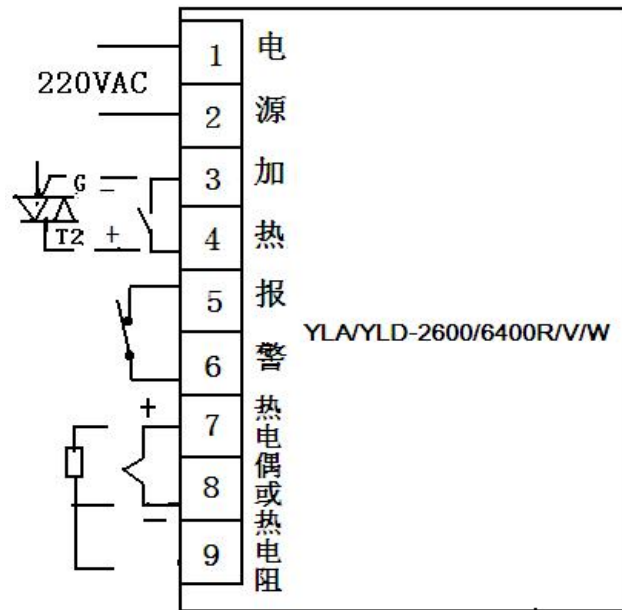 1 电
220VAC
2 源
G − 3 加
T2 + 4 热
5 报
YLA/YLD-2600/6400R/V/W
6 警
+ 7 热电
8 偶或
− 9 热电阻